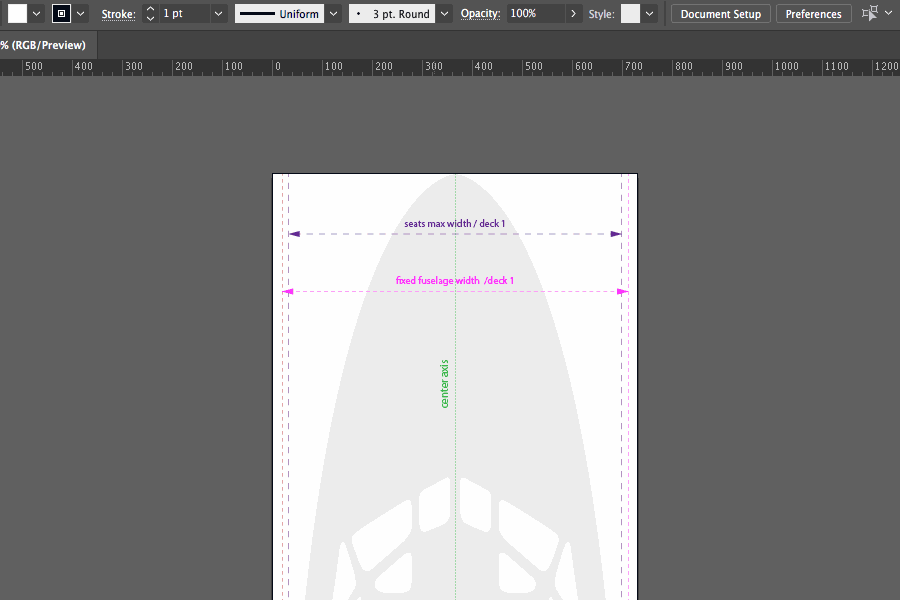 Stroke: 1 pt Uniform 3 pt. Round Opacity: 100% Style: Document Setup Preferences
% (RGB/Preview)
500 400 300 200 100 0 100 200 300 400 500 600 700 800 900 1000 1100 1200
seats max width / deck 1
fixed fuselage width /deck 1
center axis